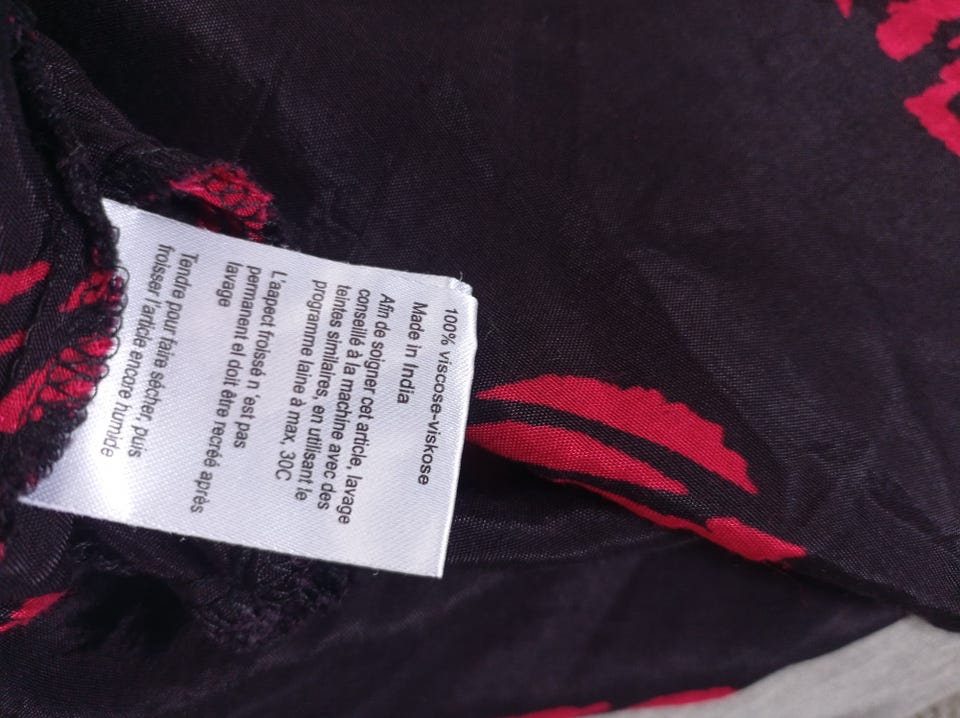 100% viscose-viskose
Made in India
Afin de soigner cet article, lavage
conseillé à la machine avec des
teintes similaires, en utilisant le
programme laine à max, 30C
L'aapect froissé n'est pas
permanent el doit être recréé après
lavage
Tendre pour faire sécher, puis
froisser l'article encore humide